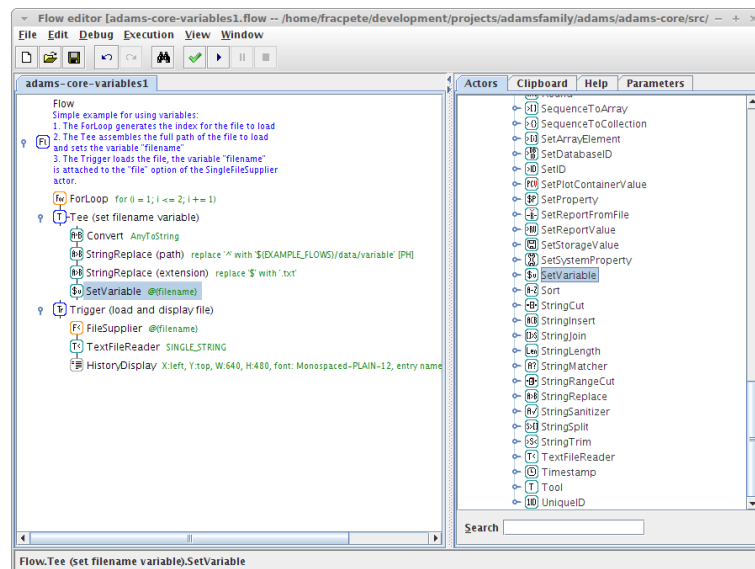 Flow editor [adams-core-variables1.flow -- /home/fracpete/development/projects/adamsfamily/adams/adams-core/src/
File Edit Debug Execution View Window
adams-core-variables1
Flow
Simple example for using variables:
1. The ForLoop generates the index for the file to load
2. The Tee assembles the full path of the file to load
and sets the variable "filename"
3. The Trigger loads the file, the variable "filename"
is attached to the "file" option of the SingleFileSupplier
actor.
ForLoop for (i = 1; i <= 2; i += 1)
Tee (set filename variable)
Convert AnyToString
StringReplace (path) replace '^' with '${EXAMPLE_FLOWS}/data/variable' [PH]
StringReplace (extension) replace '$' with '.txt'
SetVariable @{filename}
Trigger (load and display file)
FileSupplier @{filename}
TextFileReader SINGLE_STRING
HistoryDisplay X:left, Y:top, W:640, H:480, font: Monospaced-PLAIN-12, entry name
Actors Clipboard Help Parameters
SequenceToArray
SequenceToCollection
SetArrayElement
SetDatabaseID
SetID
SetPlotContainerValue
SetProperty
SetReportFromFile
SetReportValue
SetStorageValue
SetSystemProperty
SetVariable
Sort
StringCut
StringInsert
StringJoin
StringLength
StringMatcher
StringRangeCut
StringReplace
StringSanitizer
StringSplit
StringTrim
TextFileReader
Timestamp
Tool
UniqueID
Search
Flow.Tee (set filename variable).SetVariable